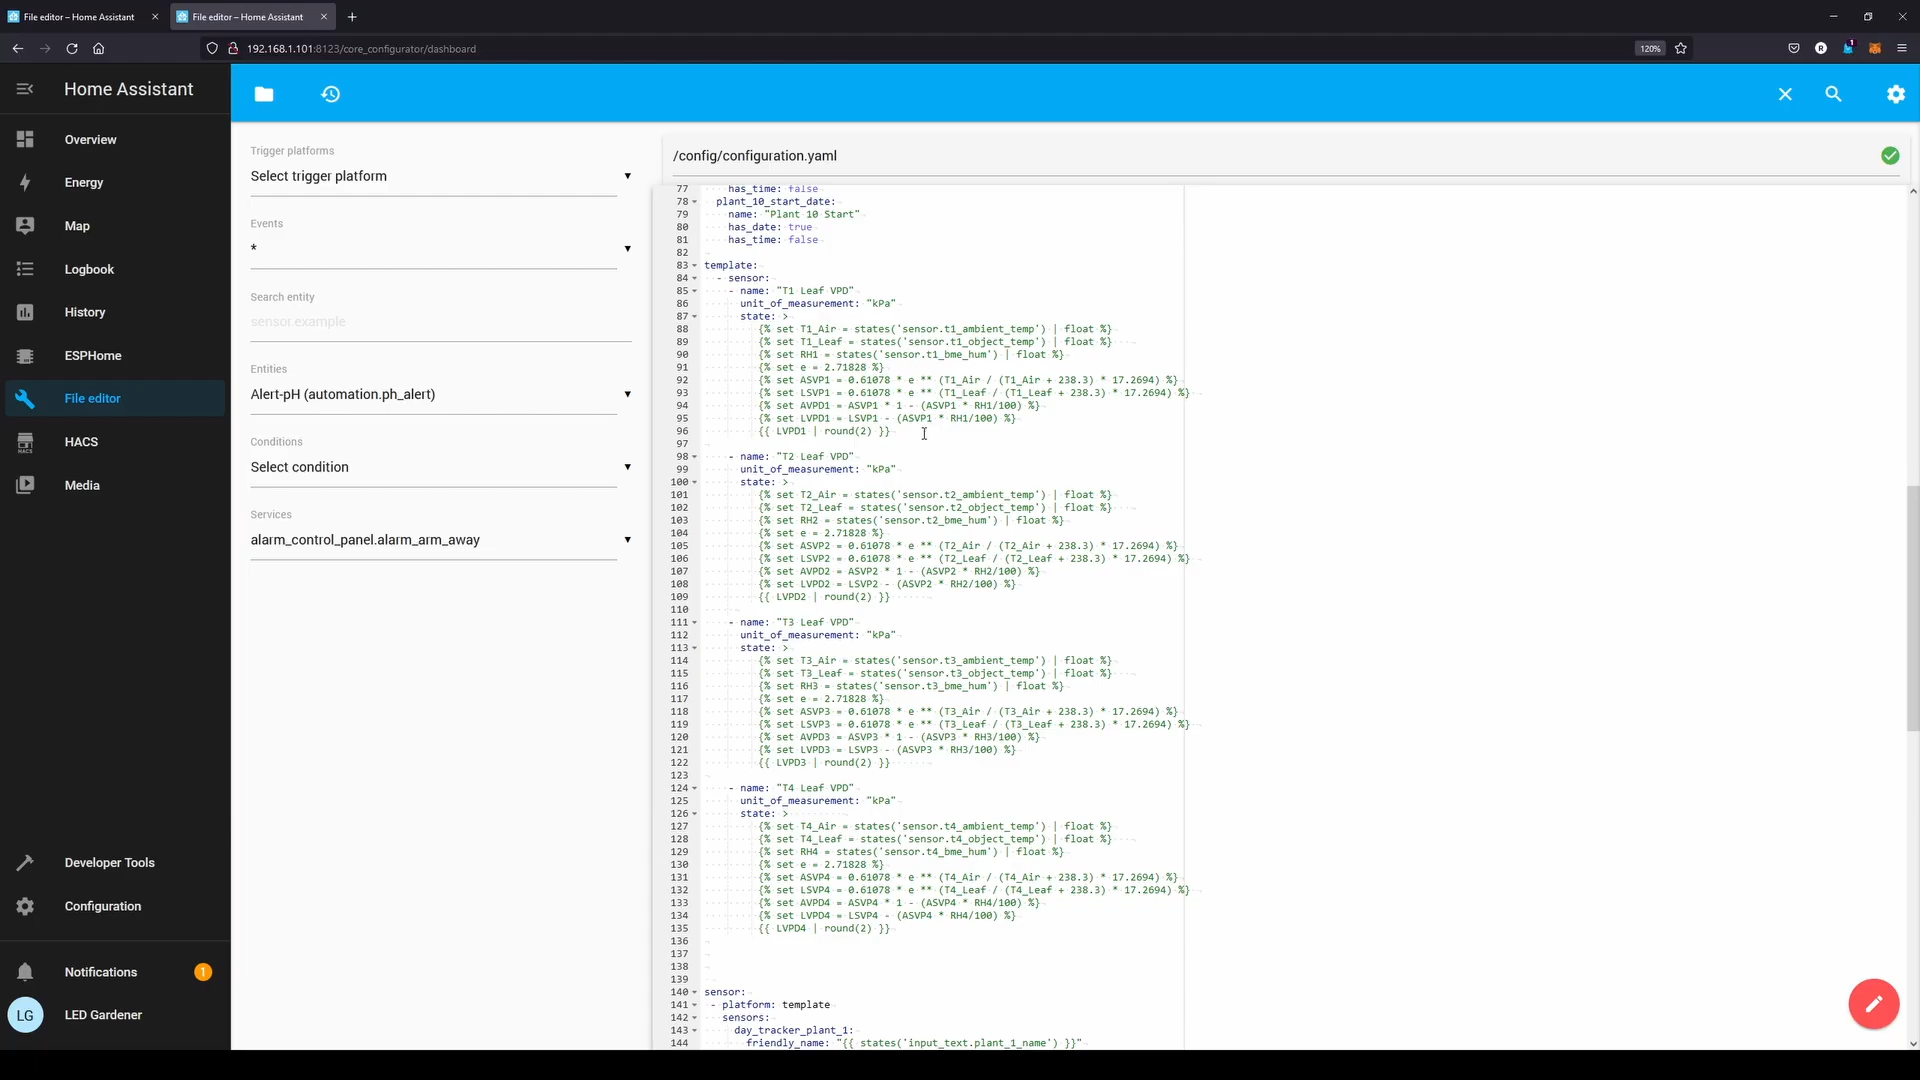 File editor – Home Assistant
File editor – Home Assistant
192.168.1.101:8123/core_configurator/dashboard
120%
R
1
Home Assistant
Overview
Energy
Map
Logbook
History
ESPHome
File editor
HACS
HACS
Media
Developer Tools
Configuration
Notifications
1
LG
LED Gardener
Trigger platforms
Select trigger platform
Events
*
Search entity
sensor.example
Entities
Alert-pH (automation.ph_alert)
Conditions
Select condition
Services
alarm_control_panel.alarm_arm_away
/config/configuration.yaml
77 has_time: false
78 plant_10_start_date:
79 name: "Plant 10 Start"
80 has_date: true
81 has_time: false
82
83 template:
84 - sensor:
85 - name: "T1 Leaf VPD"
86 unit_of_measurement: "kPa"
87 state: >
88 {% set T1_Air = states('sensor.t1_ambient_temp') | float %}
89 {% set T1_Leaf = states('sensor.t1_object_temp') | float %}
90 {% set RH1 = states('sensor.t1_bme_hum') | float %}
91 {% set e = 2.71828 %}
92 {% set ASVP1 = 0.61078 * e ** (T1_Air / (T1_Air + 238.3) * 17.2694) %}
93 {% set LSVP1 = 0.61078 * e ** (T1_Leaf / (T1_Leaf + 238.3) * 17.2694) %}
94 {% set AVPD1 = ASVP1 * 1 - (ASVP1 * RH1/100) %}
95 {% set LVPD1 = LSVP1 - (ASVP1 * RH1/100) %}
96 {{ LVPD1 | round(2) }}
97
98 - name: "T2 Leaf VPD"
99 unit_of_measurement: "kPa"
100 state: >
101 {% set T2_Air = states('sensor.t2_ambient_temp') | float %}
102 {% set T2_Leaf = states('sensor.t2_object_temp') | float %}
103 {% set RH2 = states('sensor.t2_bme_hum') | float %}
104 {% set e = 2.71828 %}
105 {% set ASVP2 = 0.61078 * e ** (T2_Air / (T2_Air + 238.3) * 17.2694) %}
106 {% set LSVP2 = 0.61078 * e ** (T2_Leaf / (T2_Leaf + 238.3) * 17.2694) %}
107 {% set AVPD2 = ASVP2 * 1 - (ASVP2 * RH2/100) %}
108 {% set LVPD2 = LSVP2 - (ASVP2 * RH2/100) %}
109 {{ LVPD2 | round(2) }}
110
111 - name: "T3 Leaf VPD"
112 unit_of_measurement: "kPa"
113 state: >
114 {% set T3_Air = states('sensor.t3_ambient_temp') | float %}
115 {% set T3_Leaf = states('sensor.t3_object_temp') | float %}
116 {% set RH3 = states('sensor.t3_bme_hum') | float %}
117 {% set e = 2.71828 %}
118 {% set ASVP3 = 0.61078 * e ** (T3_Air / (T3_Air + 238.3) * 17.2694) %}
119 {% set LSVP3 = 0.61078 * e ** (T3_Leaf / (T3_Leaf + 238.3) * 17.2694) %}
120 {% set AVPD3 = ASVP3 * 1 - (ASVP3 * RH3/100) %}
121 {% set LVPD3 = LSVP3 - (ASVP3 * RH3/100) %}
122 {{ LVPD3 | round(2) }}
123
124 - name: "T4 Leaf VPD"
125 unit_of_measurement: "kPa"
126 state: >
127 {% set T4_Air = states('sensor.t4_ambient_temp') | float %}
128 {% set T4_Leaf = states('sensor.t4_object_temp') | float %}
129 {% set RH4 = states('sensor.t4_bme_hum') | float %}
130 {% set e = 2.71828 %}
131 {% set ASVP4 = 0.61078 * e ** (T4_Air / (T4_Air + 238.3) * 17.2694) %}
132 {% set LSVP4 = 0.61078 * e ** (T4_Leaf / (T4_Leaf + 238.3) * 17.2694) %}
133 {% set AVPD4 = ASVP4 * 1 - (ASVP4 * RH4/100) %}
134 {% set LVPD4 = LSVP4 - (ASVP4 * RH4/100) %}
135 {{ LVPD4 | round(2) }}
136
137
138
139
140 sensor:
141 - platform: template
142 sensors:
143 day_tracker_plant_1:
144 friendly_name: "{{ states('input_text.plant_1_name') }}"